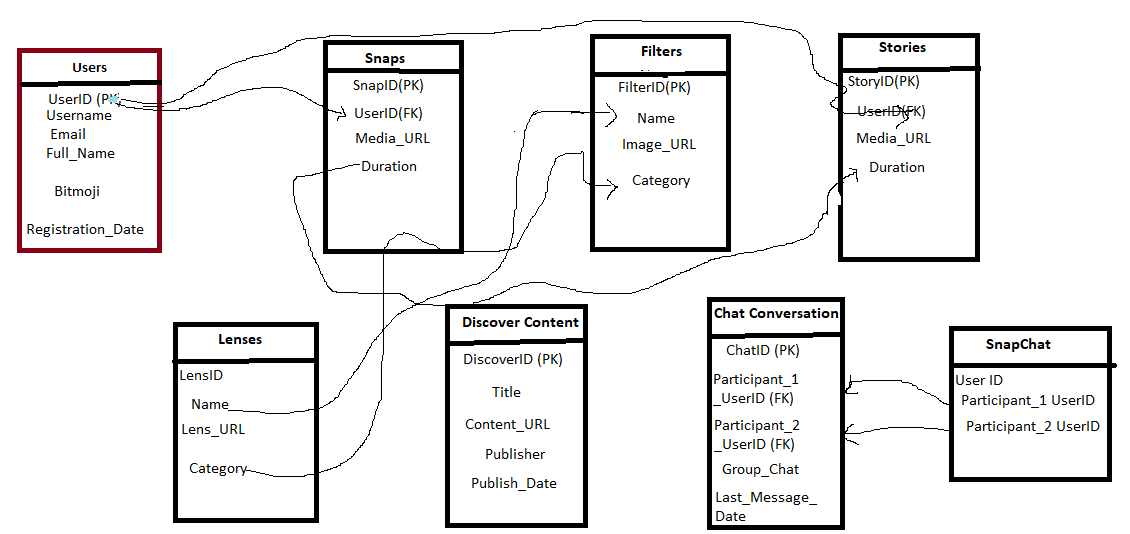 Users
UserID (PK
Username
Email
Full_Name
Bitmoji
Registration_Date
Snaps
SnapID(PK)
UserID(FK)
Media_URL
Duration
Filters
FilterID(PK)
Name
Image_URL
Category
Stories
StoryID(PK)
UserID(FK)
Media_URL
Duration
Lenses
LensID
Name
Lens_URL
Category
Discover Content
DiscoverID (PK)
Title
Content_URL
Publisher
Publish_Date
Chat Conversation
ChatID (PK)
Participant_1
_UserID (FK)
Participant_2
_UserID (FK)
Group_Chat
Last_Message_
Date
SnapChat
User ID
Participant_1 UserID
Participant_2 UserID